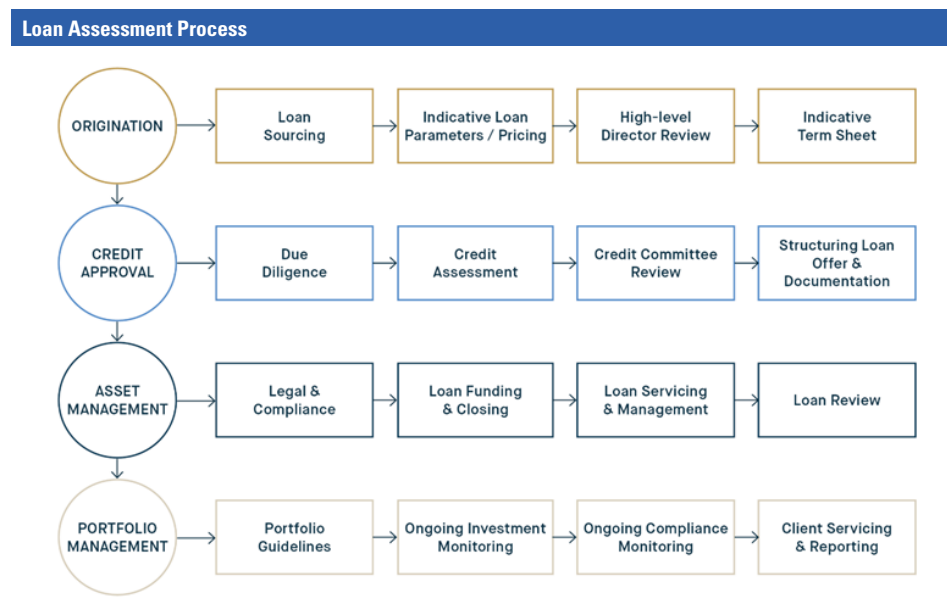 Loan Assessment Process
ORIGINATION
Loan
Sourcing
Indicative Loan
Parameters / Pricing
High-level
Director Review
Indicative
Term Sheet
CREDIT
APPROVAL
Due
Diligence
Credit
Assessment
Credit Committee
Review
Structuring Loan
Offer &
Documentation
ASSET
MANAGEMENT
Legal &
Compliance
Loan Funding
& Closing
Loan Servicing
& Management
Loan Review
PORTFOLIO
MANAGEMENT
Portfolio
Guidelines
Ongoing Investment
Monitoring
Ongoing Compliance
Monitoring
Client Servicing
& Reporting